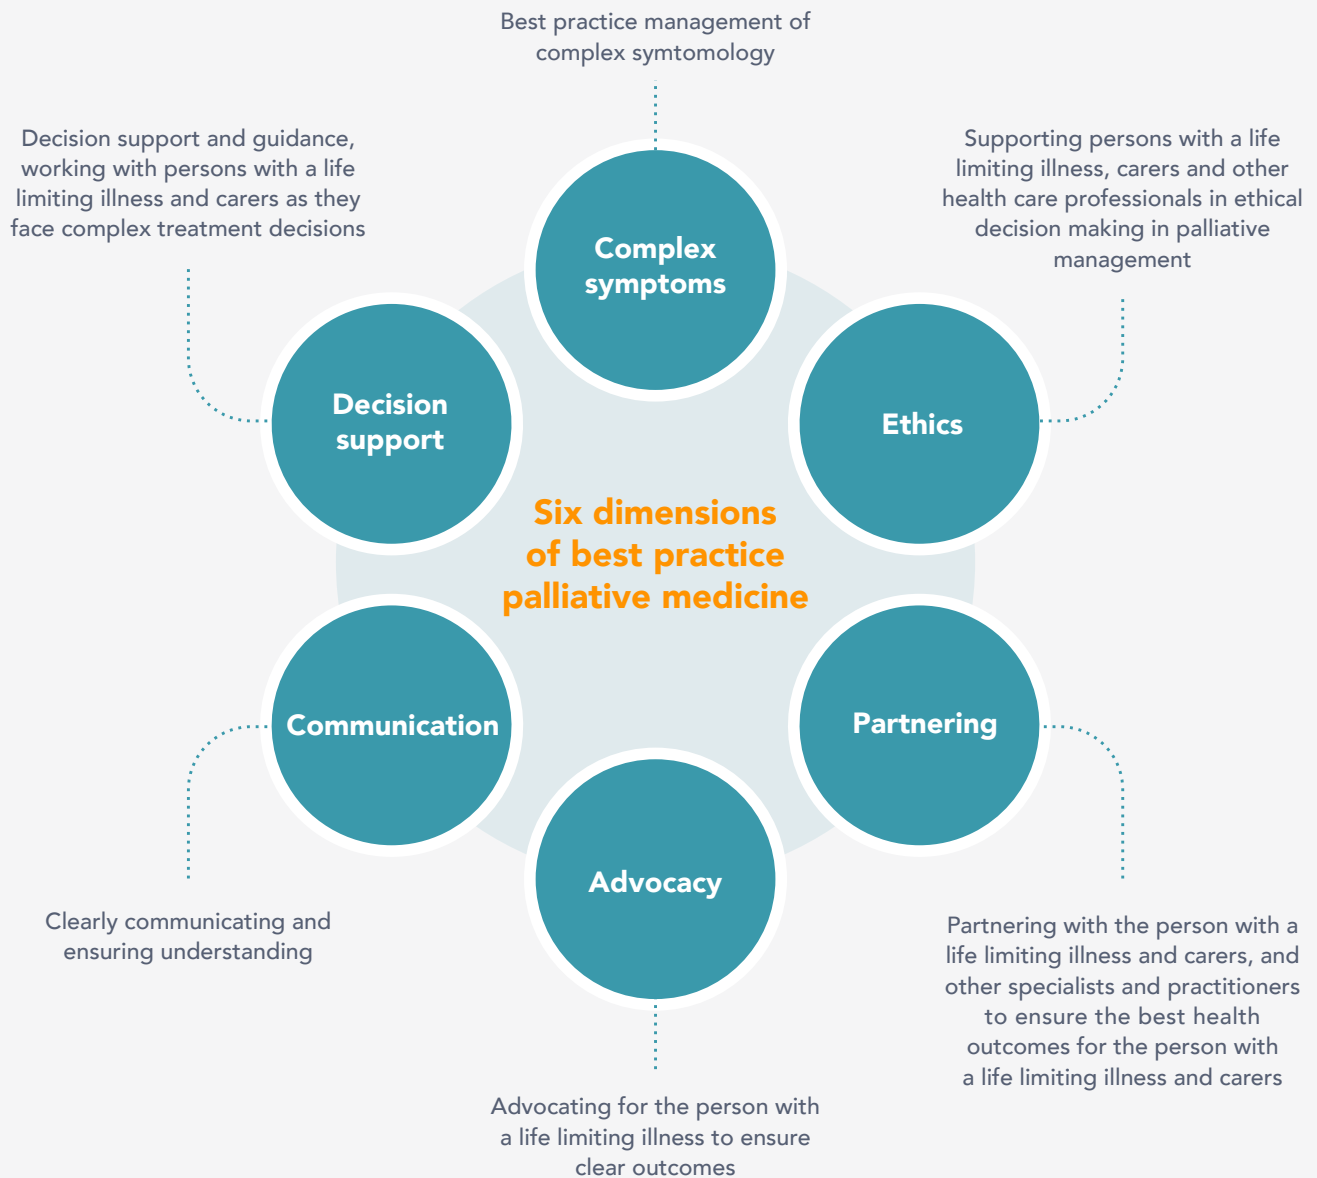 Best practice management of
complex symtomology
Decision support and guidance,
working with persons with a life
limiting illness and carers as they
face complex treatment decisions
Supporting persons with a life
limiting illness, carers and other
health care professionals in ethical
decision making in palliative
management
Complex
symptoms
Decision
support
Ethics
Six dimensions
of best practice
palliative medicine
Communication
Partnering
Advocacy
Clearly communicating and
ensuring understanding
Partnering with the person with a
life limiting illness and carers, and
other specialists and practitioners
to ensure the best health
outcomes for the person with
a life limiting illness and carers
Advocating for the person with
a life limiting illness to ensure
clear outcomes